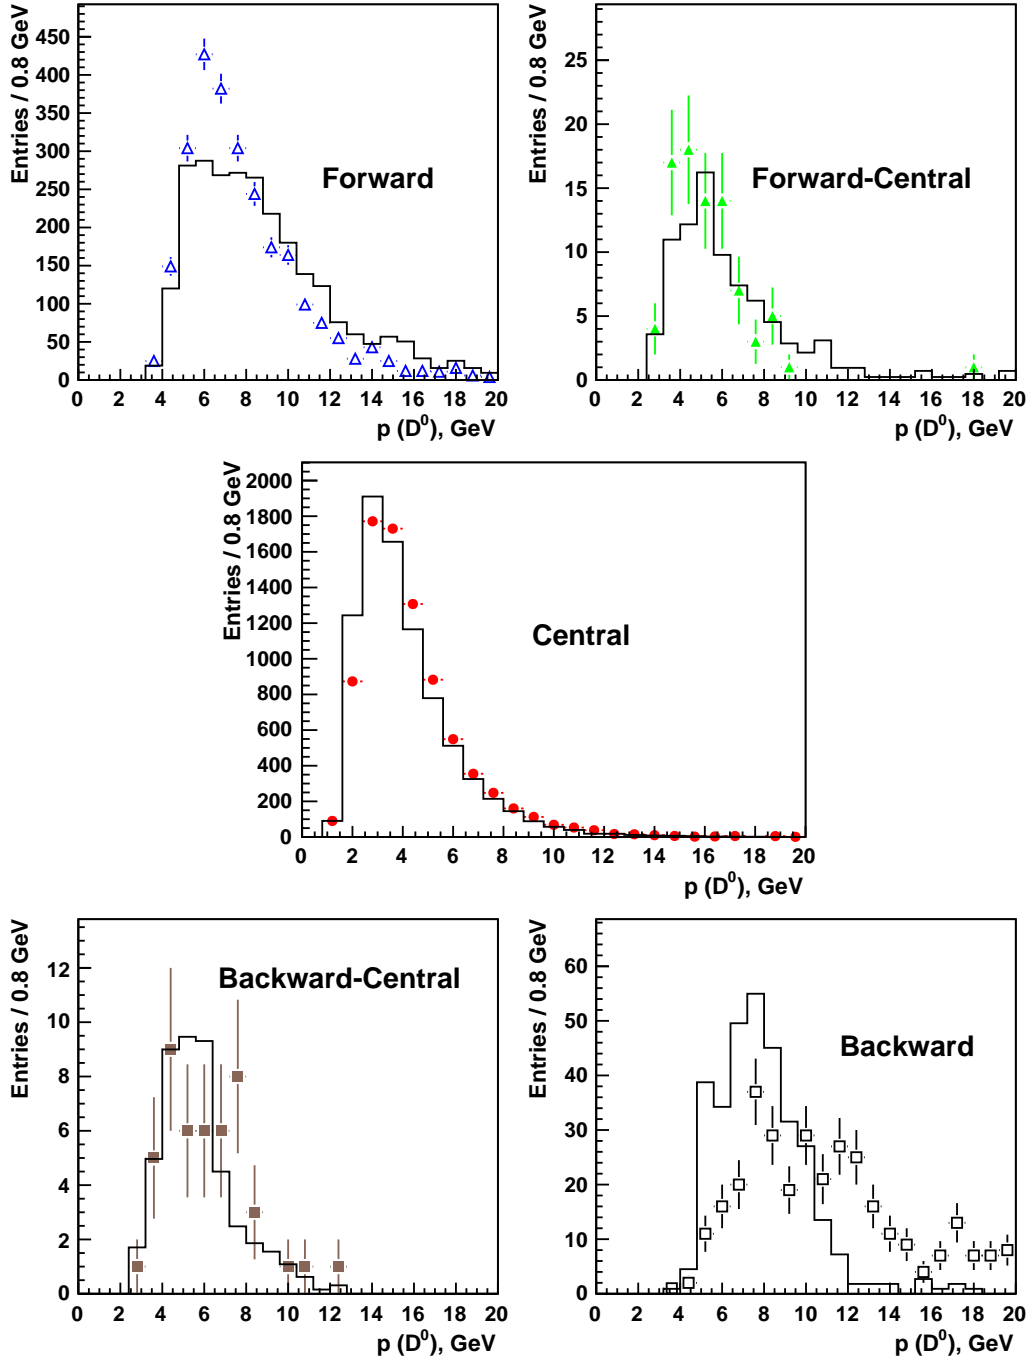 Entries / 0.8 GeV
450
400
350
300
250
200
150
100
50
0
Forward
0 2 4 6 8 10 12 14 16 18 20
p (D⁰), GeV
Entries / 0.8 GeV
25
20
15
10
5
0
Forward-Central
0 2 4 6 8 10 12 14 16 18 20
p (D⁰), GeV
Entries / 0.8 GeV
2000
1800
1600
1400
1200
1000
800
600
400
200
0
Central
0 2 4 6 8 10 12 14 16 18 20
p (D⁰), GeV
Entries / 0.8 GeV
12
10
8
6
4
2
0
Backward-Central
0 2 4 6 8 10 12 14 16 18 20
p (D⁰), GeV
Entries / 0.8 GeV
60
50
40
30
20
10
0
Backward
0 2 4 6 8 10 12 14 16 18 20
p (D⁰), GeV